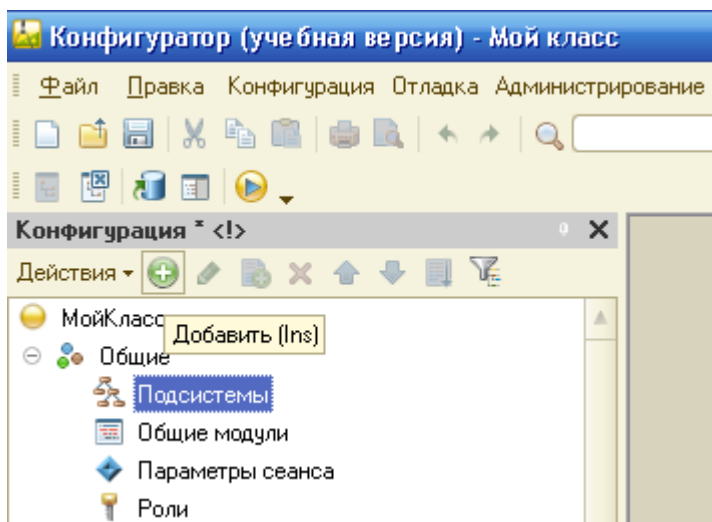 Конфигуратор (учебная версия) - Мой класс
Файл Правка Конфигурация Отладка Администрирование
Конфигурация * <!>
Действия
МойКласс
Добавить (Ins)
Общие
Подсистемы
Общие модули
Параметры сеанса
Роли